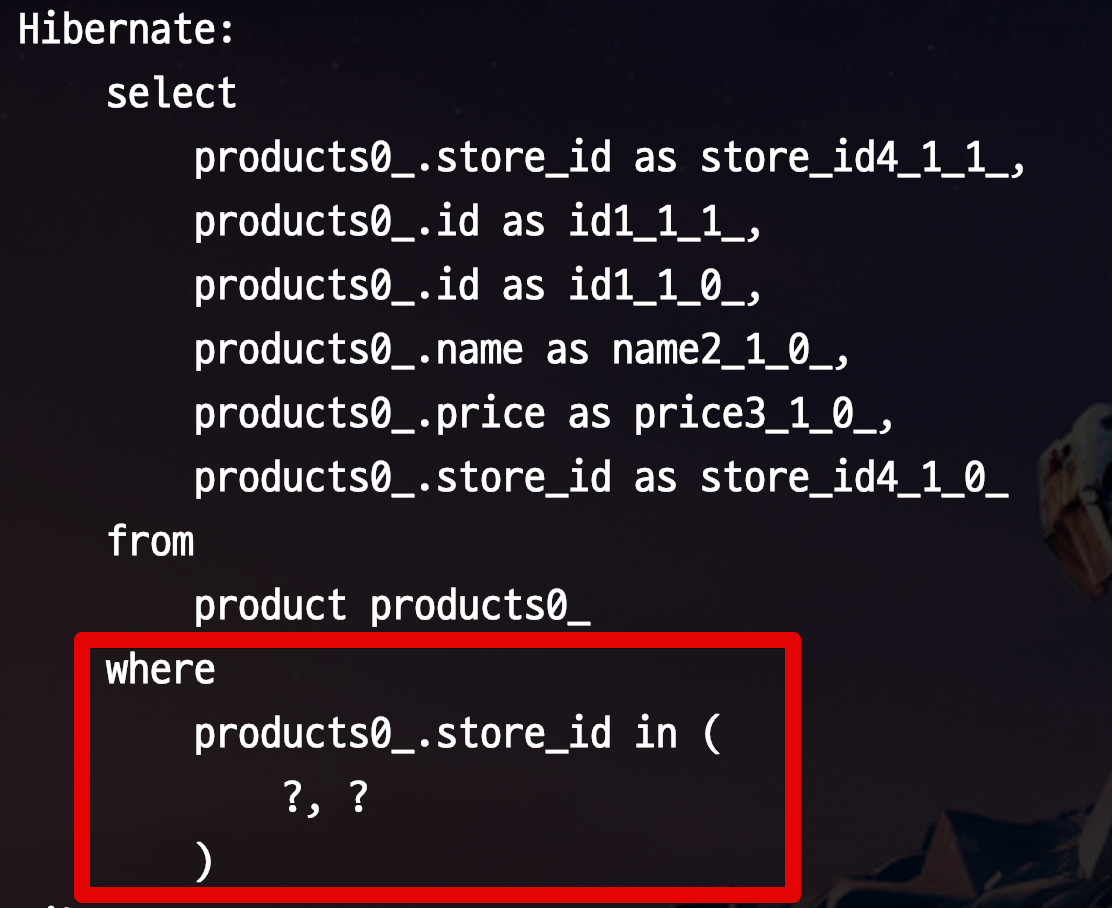 Hibernate:
select
products0_.store_id as store_id4_1_1_,
products0_.id as id1_1_1_,
products0_.id as id1_1_0_,
products0_.name as name2_1_0_,
products0_.price as price3_1_0_,
products0_.store_id as store_id4_1_0_
from
product products0_
where
products0_.store_id in (
?, ?
)